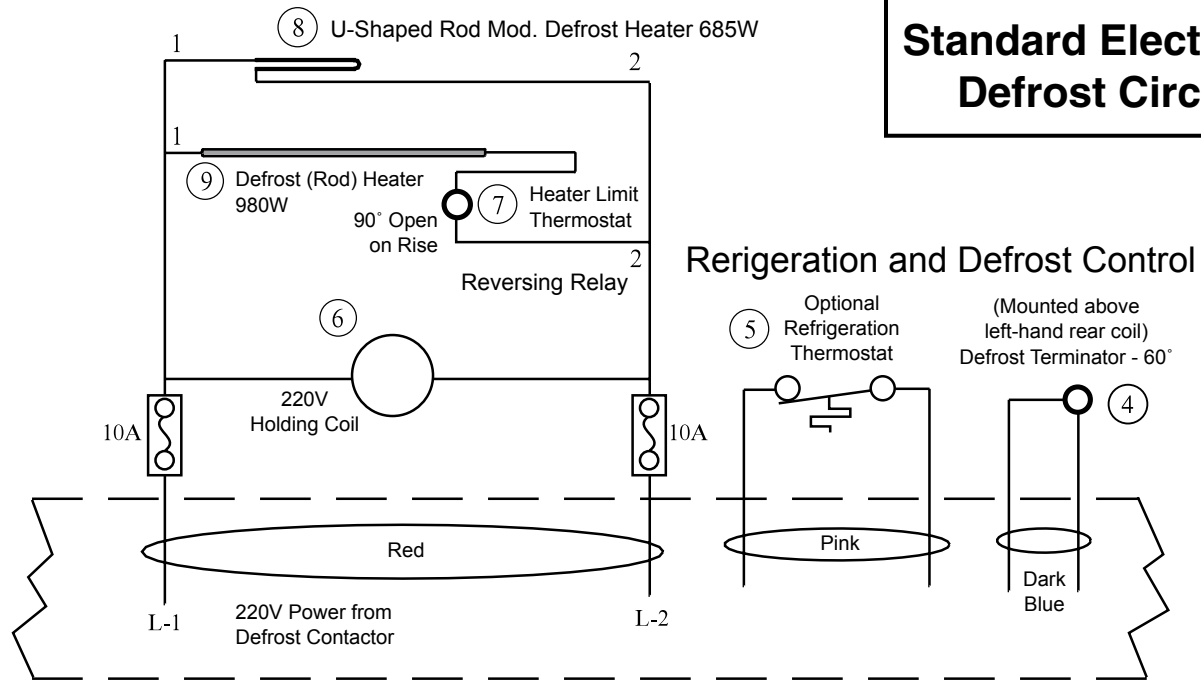 Standard Elect
Defrost Circ
8 U-Shaped Rod Mod. Defrost Heater 685W
1
2
1
9 Defrost (Rod) Heater
980W
7 Heater Limit
Thermostat
90˚ Open
on Rise
2
Reversing Relay
6
220V
Holding Coil
10A
10A
Rerigeration and Defrost Control
5 Optional
Refrigeration
Thermostat
(Mounted above
left-hand rear coil)
Defrost Terminator - 60˚
4
Red
Pink
Dark
Blue
L-1
220V Power from
Defrost Contactor
L-2